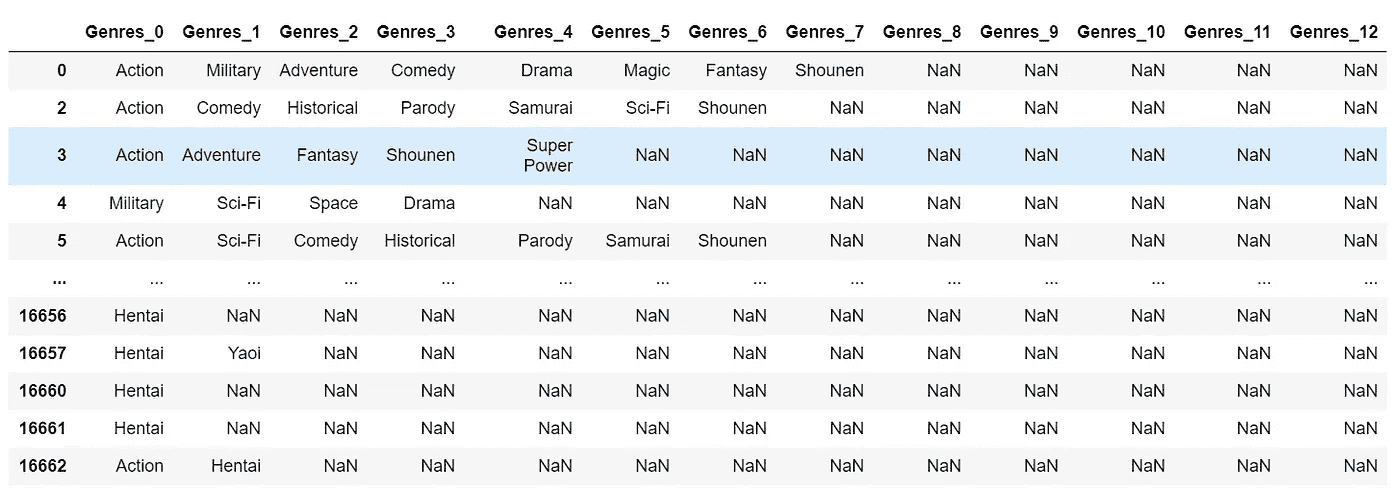 Genres_0 Genres_1 Genres_2 Genres_3 Genres_4 Genres_5 Genres_6 Genres_7 Genres_8 Genres_9 Genres_10 Genres_11 Genres_12
0 Action Military Adventure Comedy Drama Magic Fantasy Shounen NaN NaN NaN NaN NaN
2 Action Comedy Historical Parody Samurai Sci-Fi Shounen NaN NaN NaN NaN NaN NaN
3 Action Adventure Fantasy Shounen Super Power NaN NaN NaN NaN NaN NaN NaN NaN
4 Military Sci-Fi Space Drama NaN NaN NaN NaN NaN NaN NaN NaN NaN
5 Action Sci-Fi Comedy Historical Parody Samurai Shounen NaN NaN NaN NaN NaN NaN
... ... ... ... ... ... ... ... ... ... ... ... ... ...
16656 Hentai NaN NaN NaN NaN NaN NaN NaN NaN NaN NaN NaN NaN
16657 Hentai Yaoi NaN NaN NaN NaN NaN NaN NaN NaN NaN NaN NaN
16660 Hentai NaN NaN NaN NaN NaN NaN NaN NaN NaN NaN NaN NaN
16661 Hentai NaN NaN NaN NaN NaN NaN NaN NaN NaN NaN NaN NaN
16662 Action Hentai NaN NaN NaN NaN NaN NaN NaN NaN NaN NaN NaN